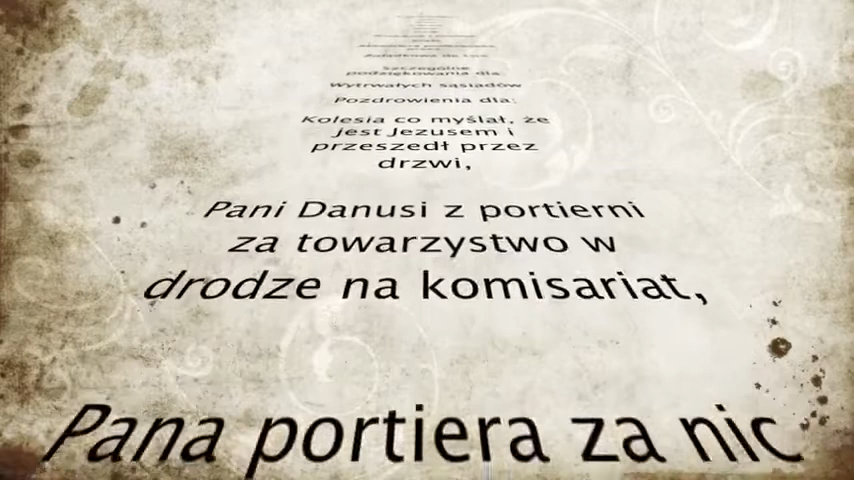 Szczególne
podziękowania dla:
Wytrwałych sąsiadów
Pozdrowienia dla:
Kolesia co myślał, że
jest Jezusem i
przeszedł przez
drzwi,
Pani Danusi z portierni
za towarzystwo w
drodze na komisariat,
Pana portiera za nic